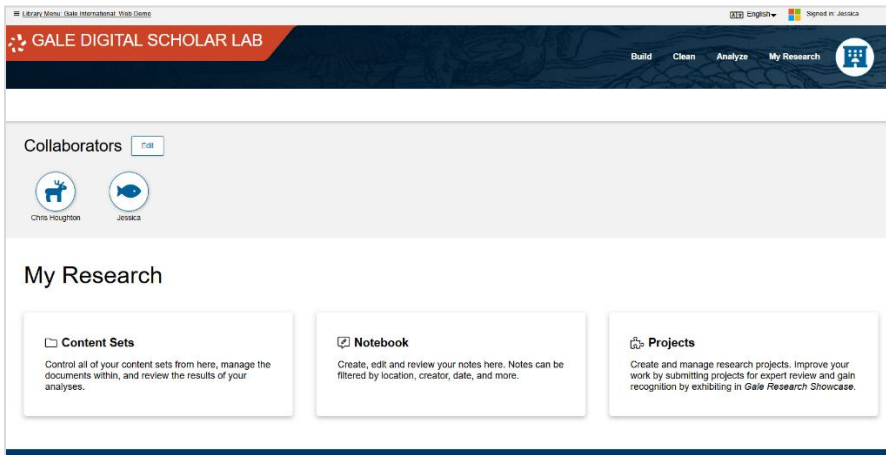 Library Menu: Gale International: Web Demo
English
Signed in: Jessica
GALE DIGITAL SCHOLAR LAB
Build Clean Analyze My Research
Collaborators Edit
Chris Houghton Jessica
My Research
Content Sets
Control all of your content sets from here, manage the
documents within, and review the results of your
analyses.
Notebook
Create, edit and review your notes here. Notes can be
filtered by location, creator, date, and more.
Projects
Create and manage research projects. Improve your
work by submitting projects for expert review and gain
recognition by exhibiting in Gale Research Showcase.